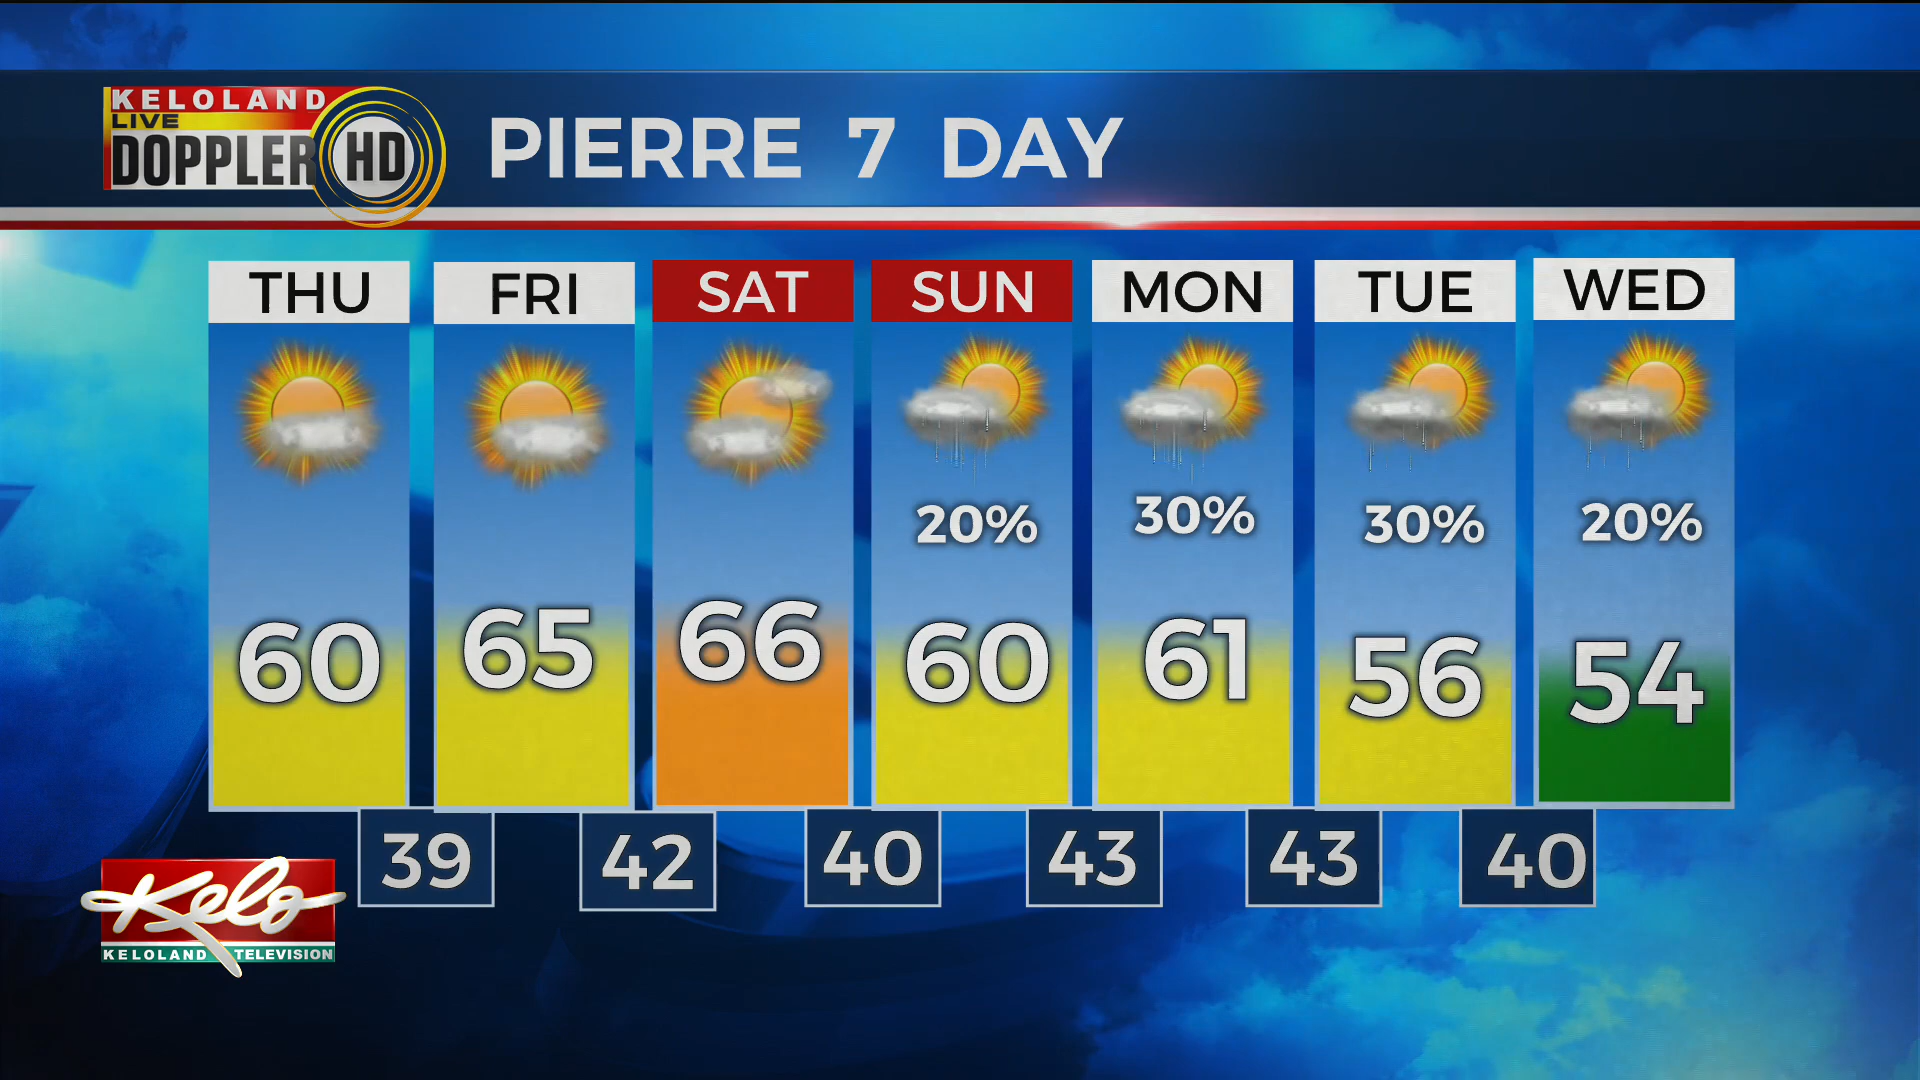 KELOLAND
LIVE
DOPPLER HD
PIERRE 7 DAY
THU FRI SAT SUN MON TUE WED
20% 30% 30% 20%
60 65 66 60 61 56 54
39 42 40 43 43 40
Kelo
KELOLAND TELEVISION